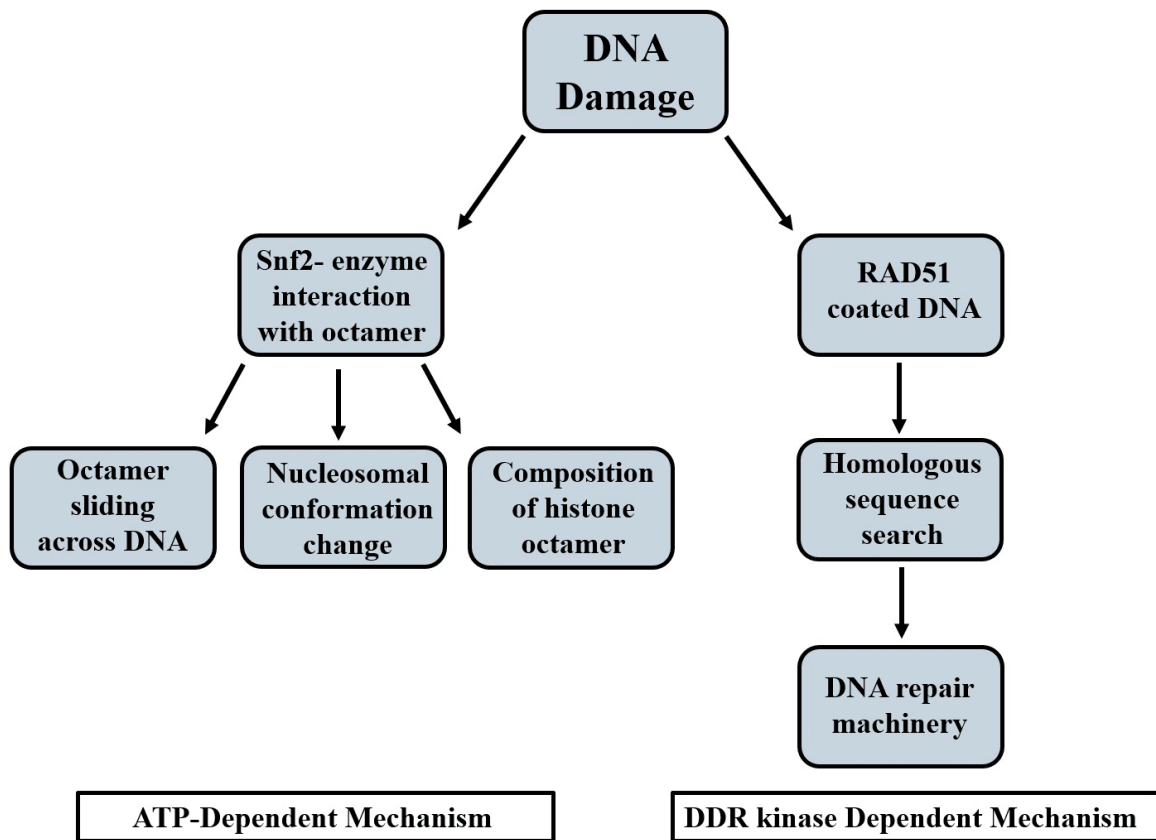 DNA
Damage
Snf2- enzyme
interaction
with octamer
RAD51
coated DNA
Octamer
sliding
across DNA
Nucleosomal
conformation
change
Composition
of histone
octamer
Homologous
sequence
search
DNA repair
machinery
ATP-Dependent Mechanism
DDR kinase Dependent Mechanism